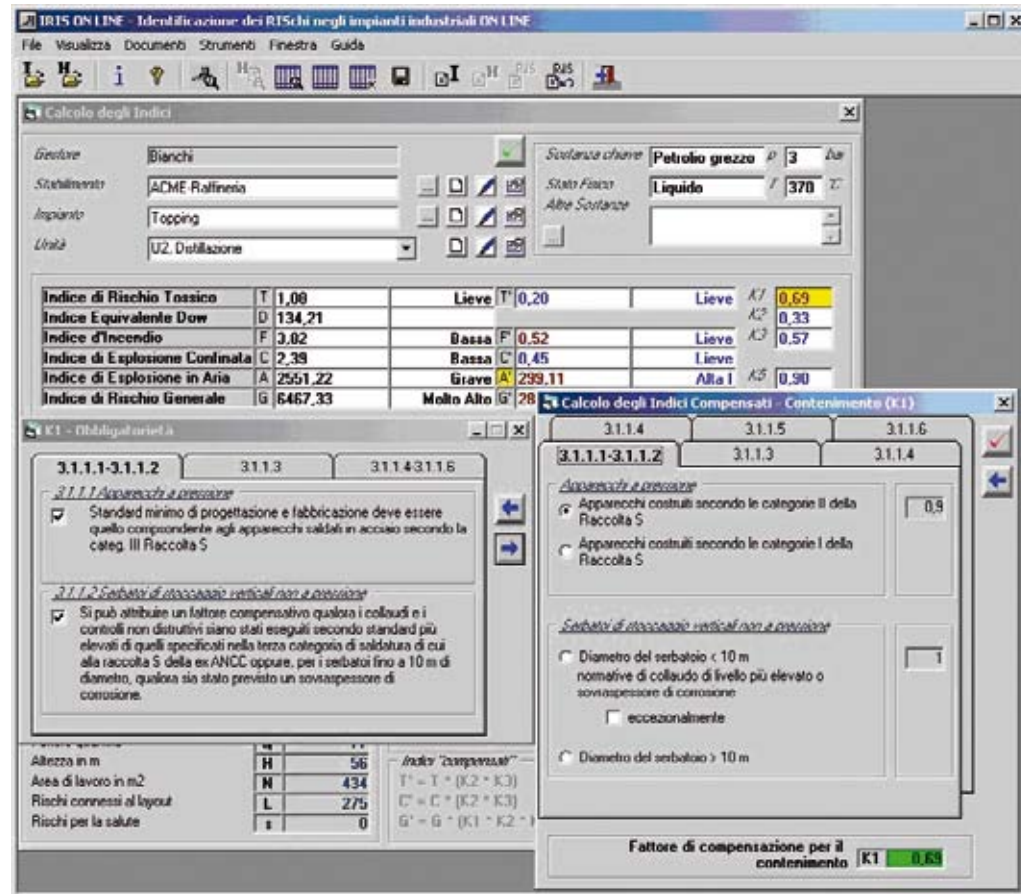 IRIS ON LINE - Identificazione dei RISchi negli impianti industriali ON LINE
File Visualizza Documenti Strumenti Finestra Guida
Calcolo degli Indici
Gestore Bianchi
Stabilimento ACME-Raffineria
Impianto Topping
Unità U2, Distillazione
Sostanza chiave Petrolio grezzo P 3 bar
Stato Fisico Liquido T 370 °C
Altre Sostanze
Indice di Rischio Tossico T 1,08 Lieve T' 0,20 Lieve K1 0,69
Indice Equivalente Dow D 134,21 K2 0,33
Indice d'Incendio F 3,02 Bassa F' 0.52 Lieve K3 0,57
Indice di Esplosione Confinata C 2,39 Bassa C' 0,45 Lieve
Indice di Esplosione in Aria A 2551,22 Grave A' 299,11 Alta I K5 0,90
Indice di Rischio Generale G 6467,33 Molto Alto G' 28
K1 - Obbligatorietà
3.1.1.1-3.1.1.2 3.1.1.3 3.1.1.4-3.1.1.6
3.1.1.1 Apparecchi a pressione
Standard minimo di progettazione e fabbricazione deve essere
quello corrispondente agli apparecchi saldati in acciaio secondo la
categ. III Raccolta S
3.1.1.2 Serbatoi di stoccaggio verticali non a pressione
Si può attribuire un fattore compensativo qualora i collaudi e i
controlli non distruttivi siano stati eseguiti secondo standard più
elevati di quelli specificati nella terza categoria di saldatura di cui
alla raccolta S della ex ANCC oppure, per i serbatoi fino a 10 m di
diametro, qualora sia stato previsto un sovraspessore di
corrosione.
Altezza in m H 56
Area di lavoro in m2 N 434
Rischi connessi al layout L 275
Rischi per la salute s 0
Indici "compensati"
T' = T * (K2 * K3)
C' = C * (K2 * K3)
G' = G * (K1 * K2 *
Calcolo degli Indici Compensati - Contenimento (K1)
3.1.1.4 3.1.1.5 3.1.1.6
3.1.1.1-3.1.1.2 3.1.1.3 3.1.1.4
Apparecchi a pressione
Apparecchi costruiti secondo le categorie II della
Raccolta S
0,9
Apparecchi costruiti secondo le categorie I della
Raccolta S
Serbatoi di stoccaggio verticali non a pressione
Diametro del serbatoio < 10 m
normative di collaudo di livello più elevato o
sovraspessore di corrosione
1
eccezionalmente
Diametro del serbatoio > 10 m
Fattore di compensazione per il
contenimento K1 0,69